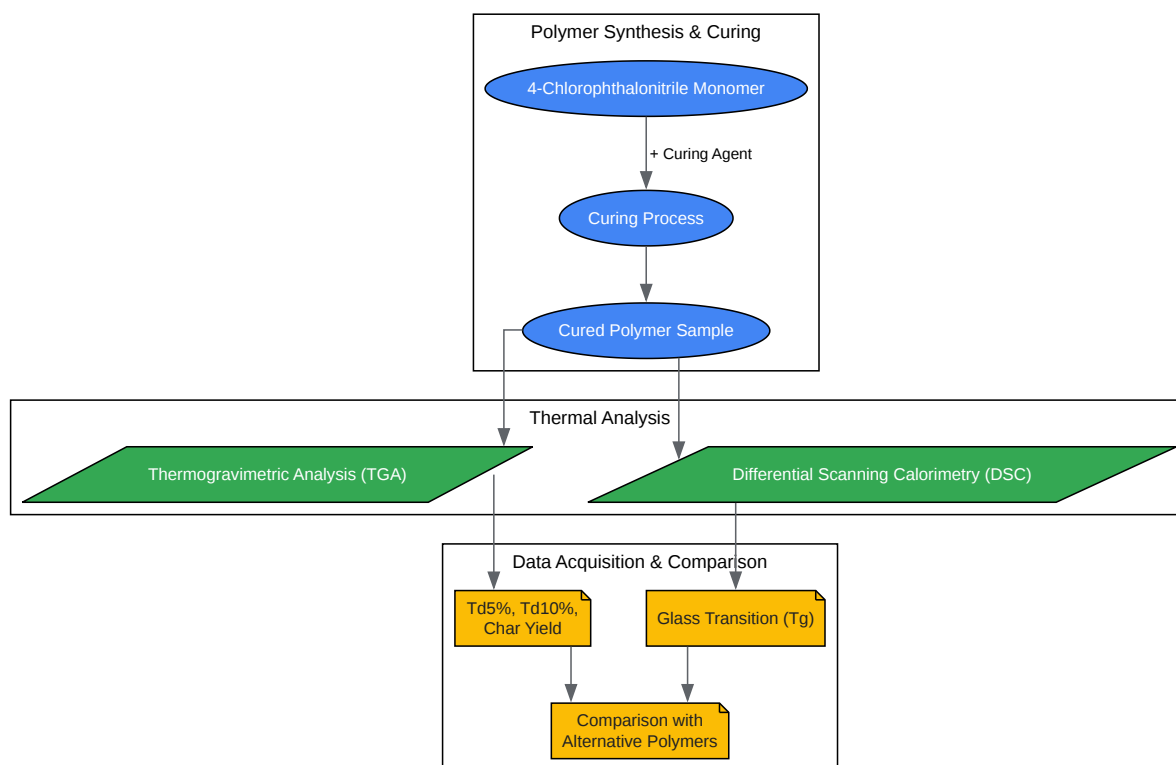 Polymer Synthesis & Curing
4-Chlorophthalonitrile Monomer
+ Curing Agent
Curing Process
Cured Polymer Sample
Thermal Analysis
Thermogravimetric Analysis (TGA)
Differential Scanning Calorimetry (DSC)
Data Acquisition & Comparison
Td5%, Td10%,
Char Yield
Glass Transition (Tg)
Comparison with
Alternative Polymers